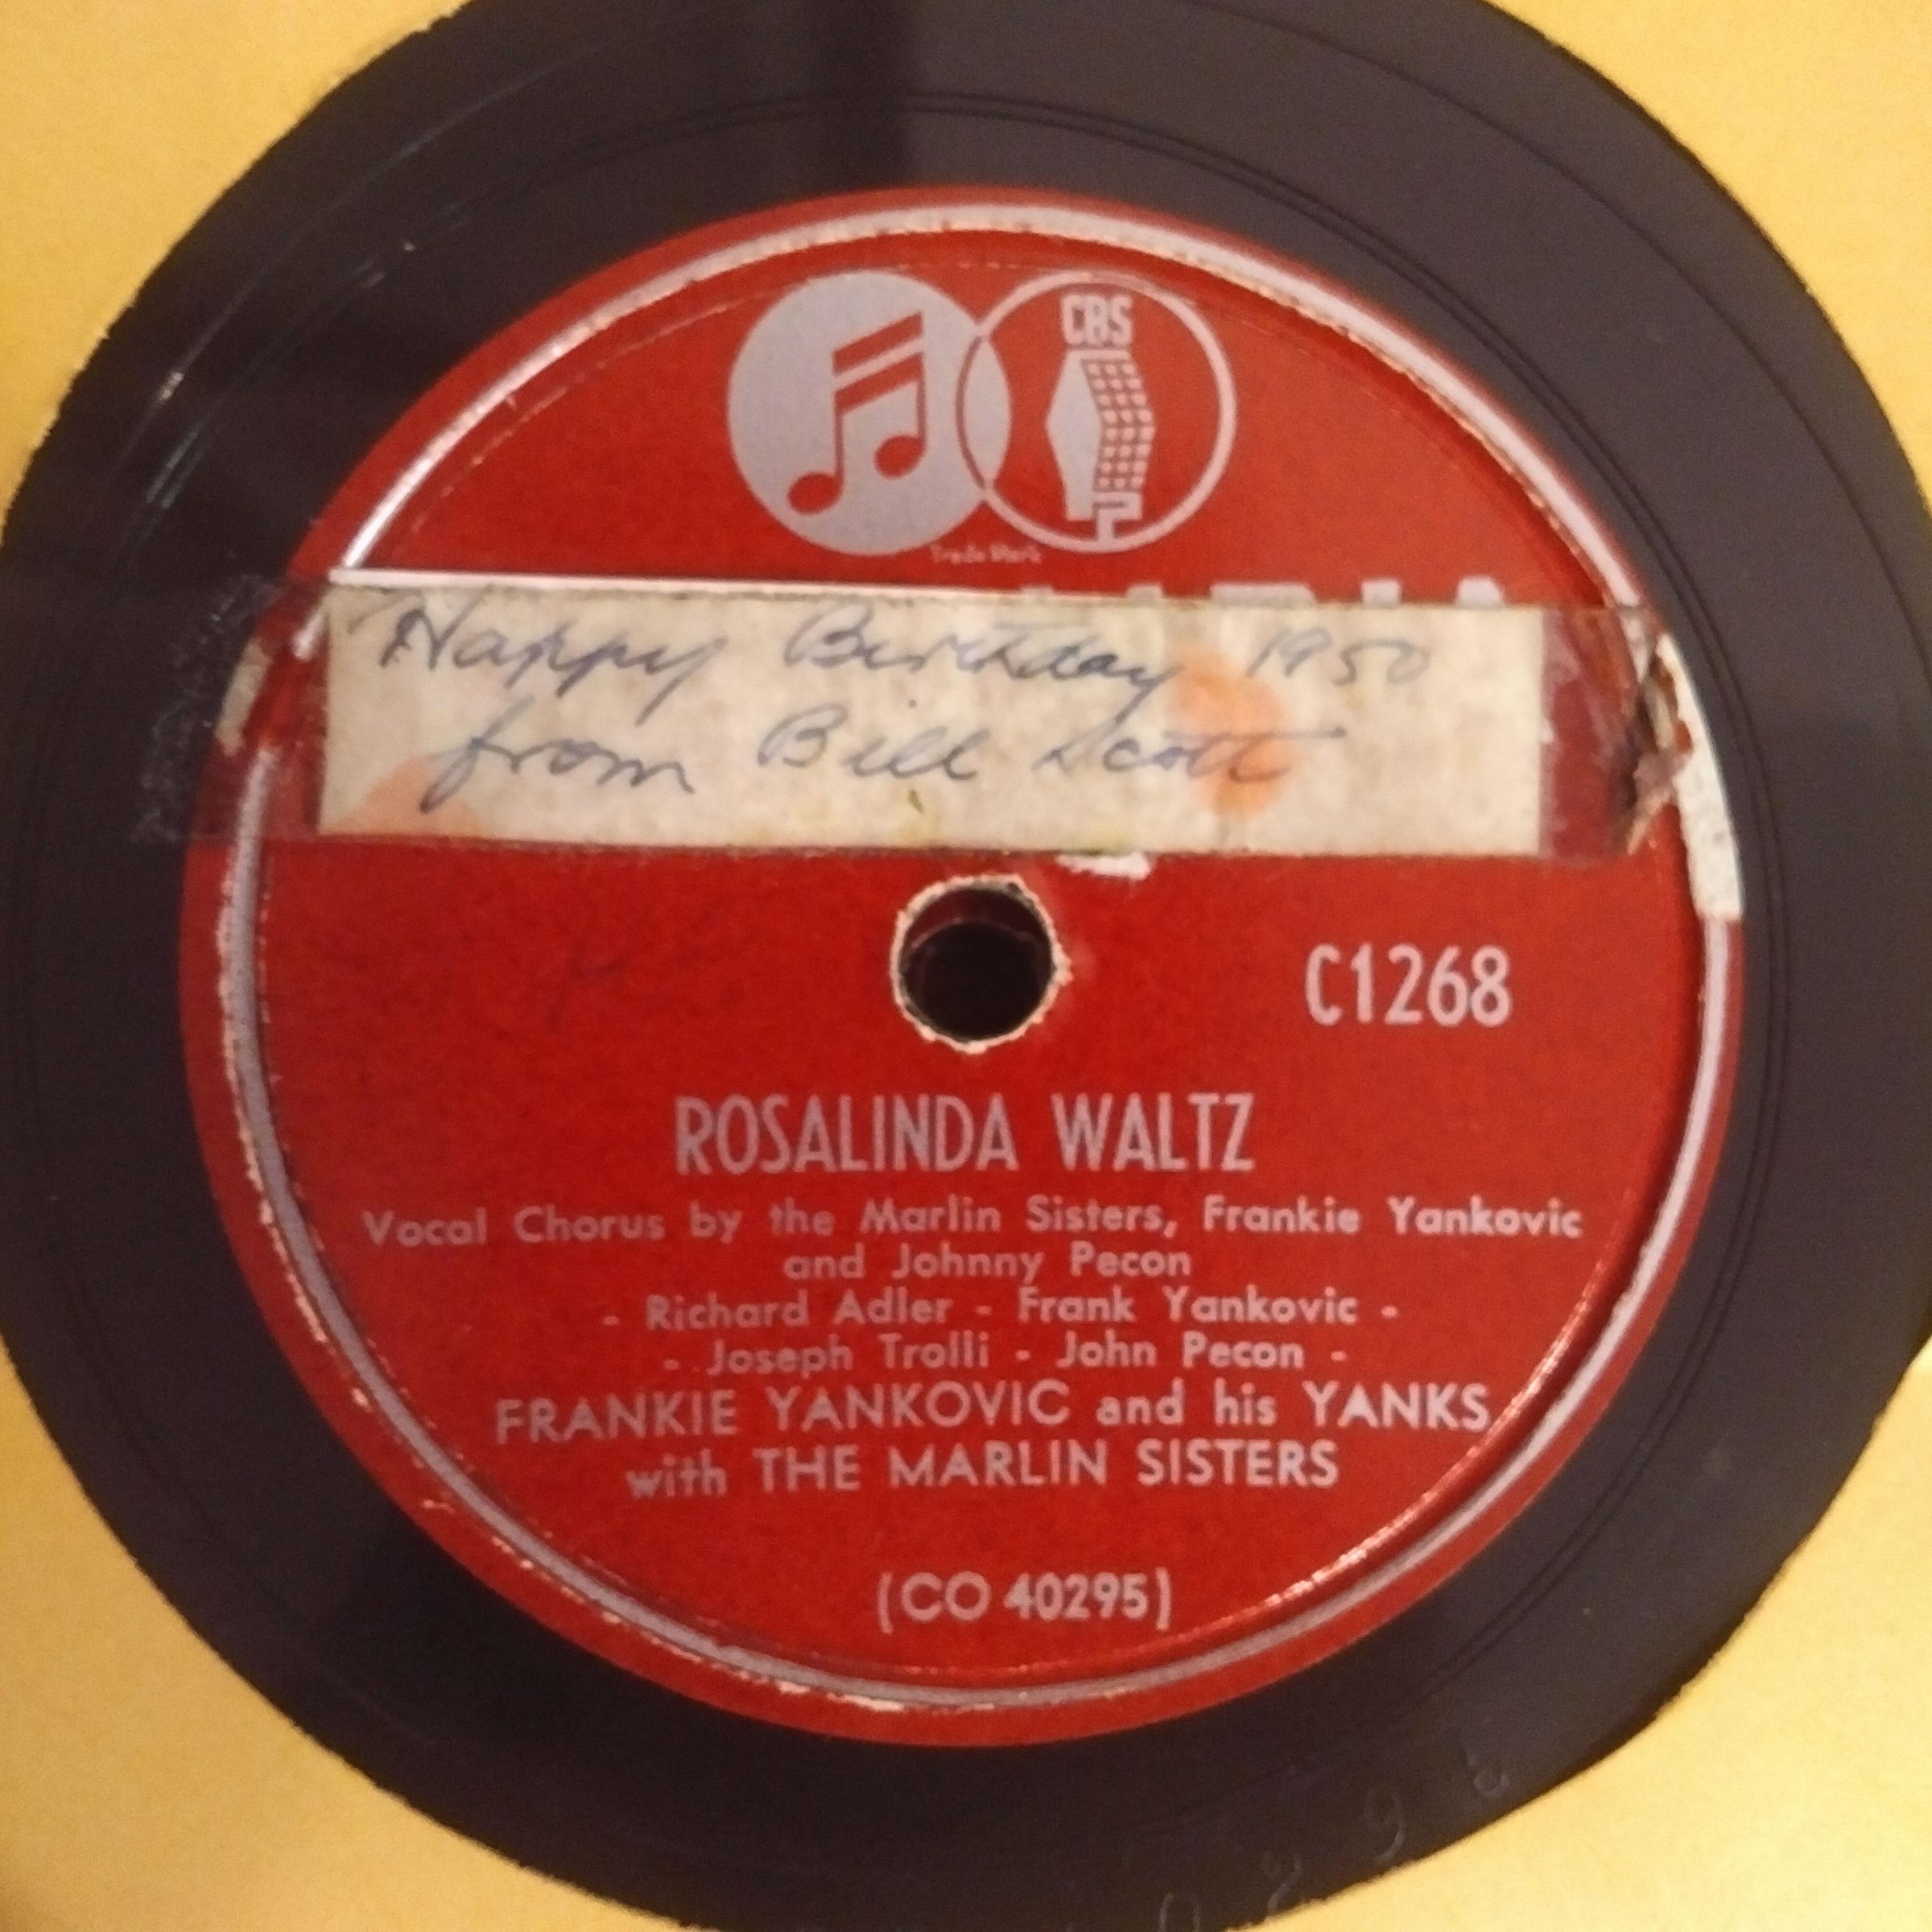 CBS
Trade Mark
Happy Birthday 1950
from Bill Scott
C1268
ROSALINDA WALTZ
Vocal Chorus by the Marlin Sisters, Frankie Yankovic
and Johnny Pecon
- Richard Adler - Frank Yankovic -
- Joseph Trolli - John Pecon -
FRANKIE YANKOVIC and his YANKS
with THE MARLIN SISTERS
(CO 40295)